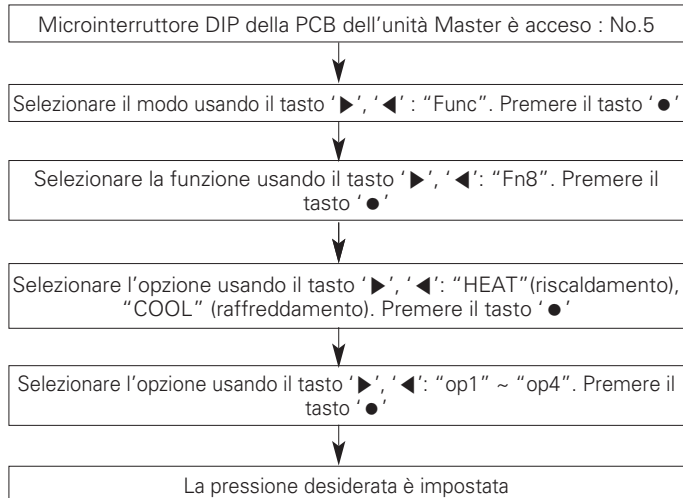 Microinterruttore DIP della PCB dell'unità Master è acceso : No.5
Selezionare il modo usando il tasto ‘▶’, ‘◀’ : “Func”. Premere il tasto ‘●’
Selezionare la funzione usando il tasto ‘▶’, ‘◀’: “Fn8”. Premere il
tasto ‘●’
Selezionare l'opzione usando il tasto ‘▶’, ‘◀’: “HEAT”(riscaldamento),
“COOL” (raffreddamento). Premere il tasto ‘●’
Selezionare l'opzione usando il tasto ‘▶’, ‘◀’: “op1” ~ “op4”. Premere il
tasto ‘●’
La pressione desiderata è impostata